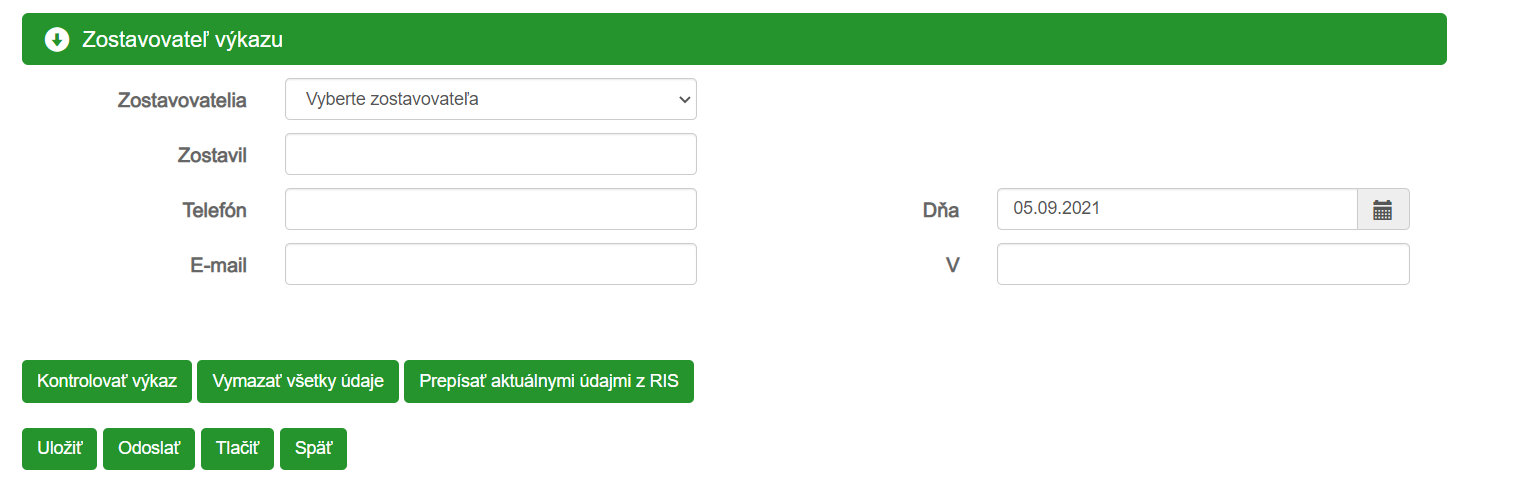 Zostavovateľ výkazu
Zostavovatelia Vyberte zostavovateľa
Zostavil
Telefón Dňa 05.09.2021
E-mail V
Kontrolovať výkaz Vymazať všetky údaje Prepísať aktuálnymi údajmi z RIS
Uložiť Odoslať Tlačiť Späť